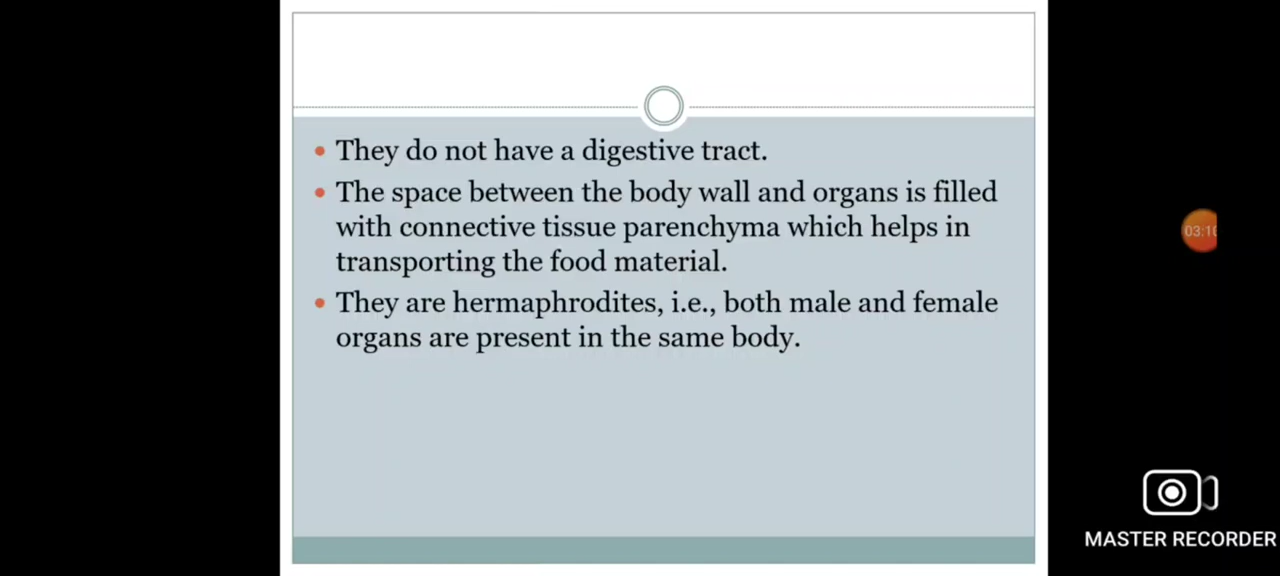 They do not have a digestive tract.
The space between the body wall and organs is filled
with connective tissue parenchyma which helps in
transporting the food material.
They are hermaphrodites, i.e., both male and female
organs are present in the same body.
MASTER RECORDER